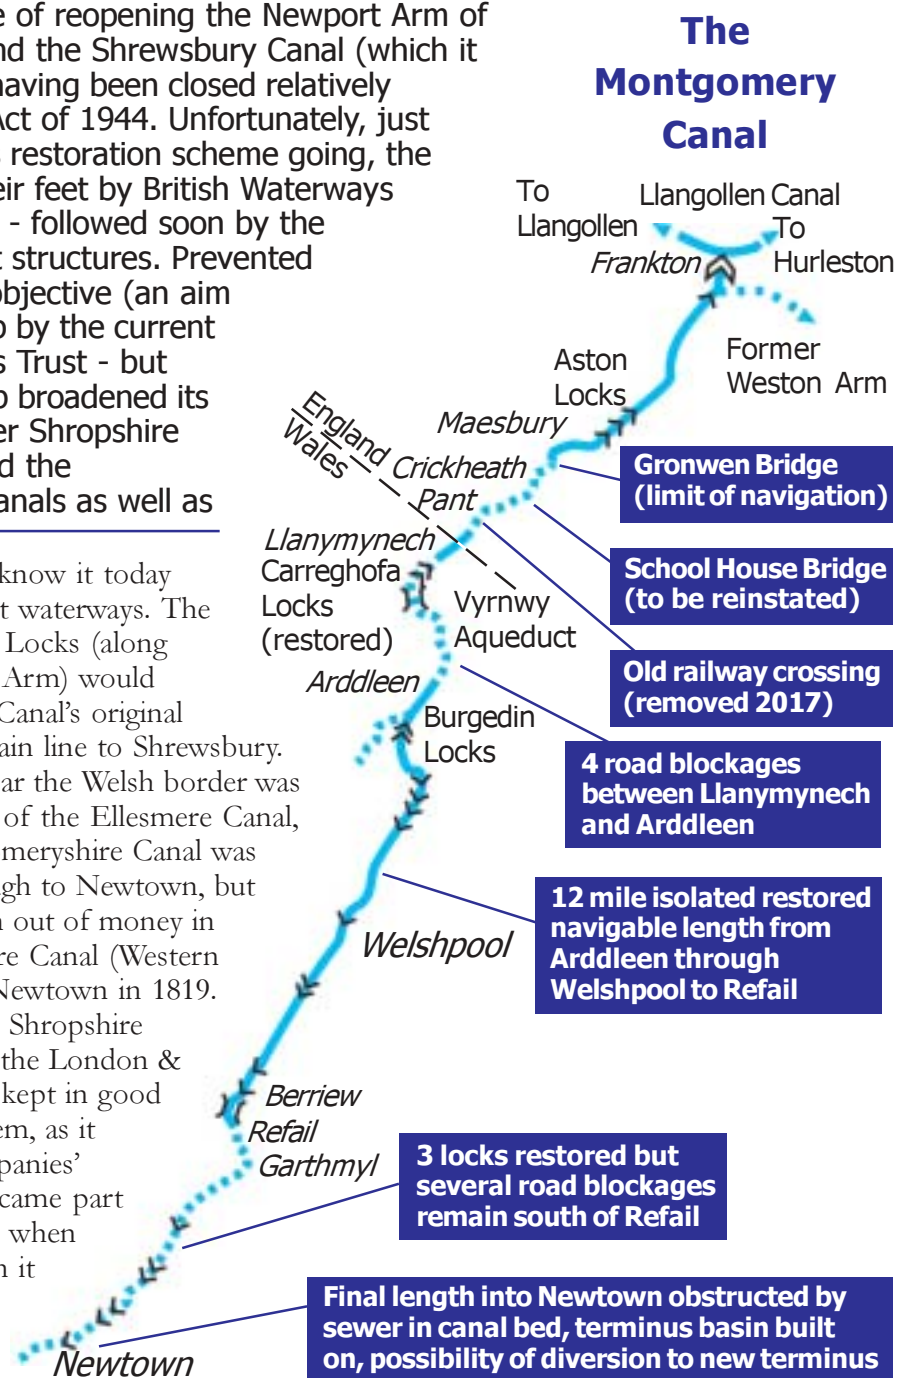 e of reopening the Newport Arm of
nd the Shrewsbury Canal (which it
having been closed relatively
Act of 1944. Unfortunately, just
s restoration scheme going, the
eir feet by British Waterways
- followed soon by the
t structures. Prevented
objective (an aim
p by the current
s Trust - but
p broadened its
er Shropshire
d the
anals as well as
know it today
t waterways. The
Locks (along
Arm) would
Canal’s original
ain line to Shrewsbury.
ar the Welsh border was
of the Ellesmere Canal,
omeryshire Canal was
ugh to Newtown, but
n out of money in
re Canal (Western
Newtown in 1819.
Shropshire
the London &
kept in good
em, as it
panies’
came part
when
n it
The
Montgomery
Canal
To
Llangollen
Llangollen Canal
To
Hurleston
Frankton
Former
Weston Arm
Aston
Locks
Maesbury
England
Wales
Crickheath
Pant
Gronwen Bridge
(limit of navigation)
Llanymynech
Carreghofa
Locks
(restored)
Vyrnwy
Aqueduct
School House Bridge
(to be reinstated)
Old railway crossing
(removed 2017)
Arddleen
Burgedin
Locks
4 road blockages
between Llanymynech
and Arddleen
12 mile isolated restored
navigable length from
Arddleen through
Welshpool to Refail
Welshpool
Berriew
Refail
Garthmyl
3 locks restored but
several road blockages
remain south of Refail
Final length into Newtown obstructed by
sewer in canal bed, terminus basin built
on, possibility of diversion to new terminus
Newtown